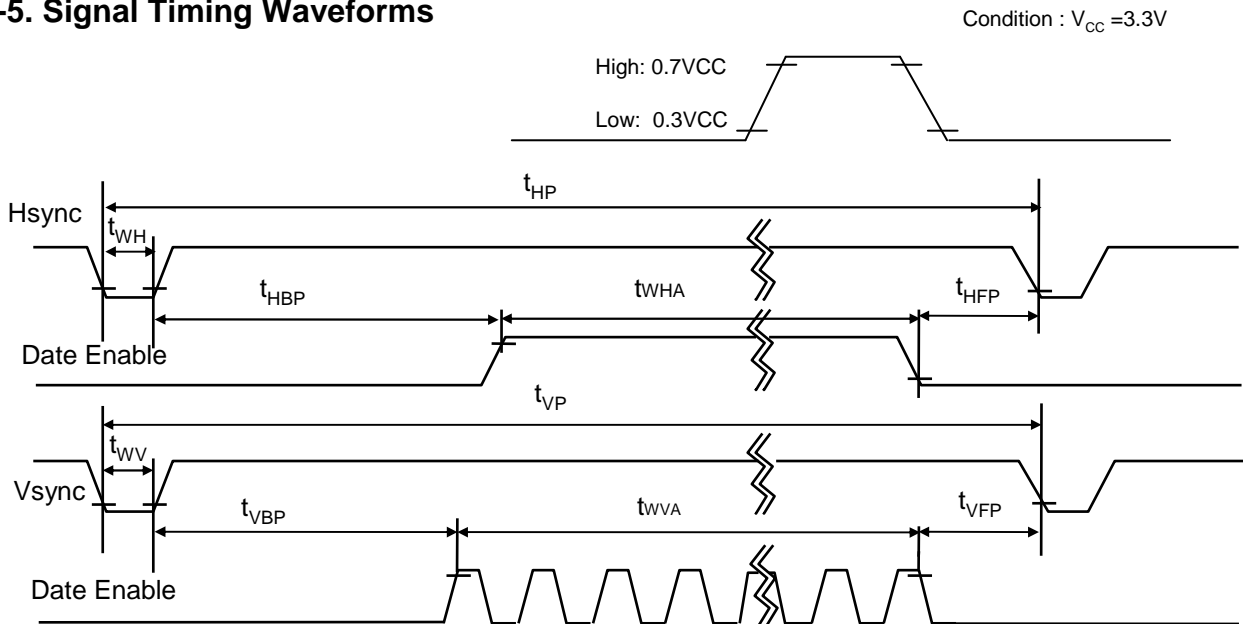 -5. Signal Timing Waveforms
Condition : VCC =3.3V
High: 0.7VCC
Low: 0.3VCC
tHP
Hsync
tWH
tHBP
tWHA
tHFP
Date Enable
tVP
tWV
Vsync
tVBP
tWVA
tVFP
Date Enable